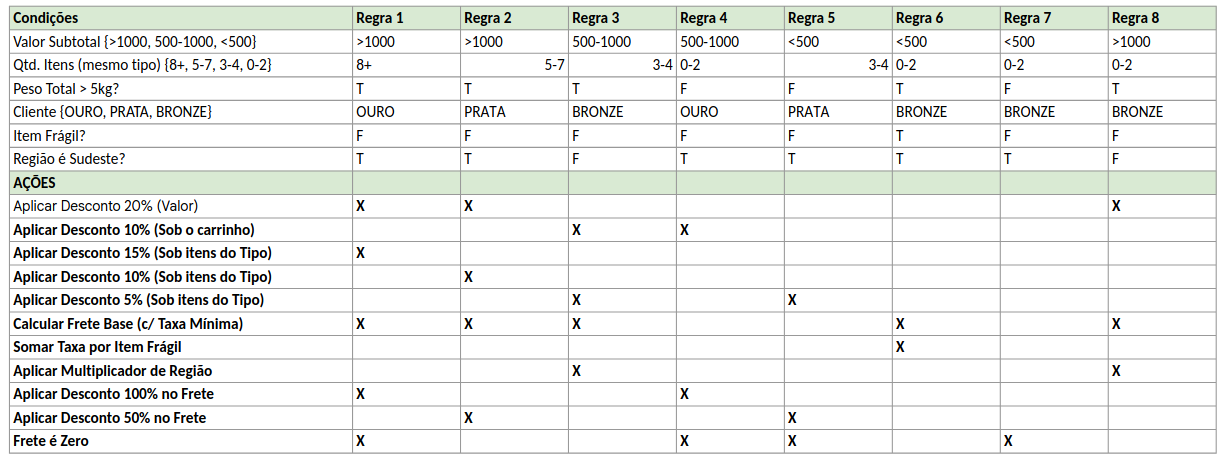 Condições Regra 1 Regra 2 Regra 3 Regra 4 Regra 5 Regra 6 Regra 7 Regra 8
Valor Subtotal {>1000, 500-1000, <500} >1000 >1000 500-1000 500-1000 <500 <500 <500 >1000
Qtd. Itens (mesmo tipo) {8+, 5-7, 3-4, 0-2} 8+ 5-7 3-4 0-2 3-4 0-2 0-2 0-2
Peso Total > 5kg? T T T F F T F T
Cliente {OURO, PRATA, BRONZE} OURO PRATA BRONZE OURO PRATA BRONZE BRONZE BRONZE
Item Frágil? F F F F F T F F
Região é Sudeste? T T F T T T T F
AÇÕES
Aplicar Desconto 20% (Valor) X X X
Aplicar Desconto 10% (Sob o carrinho) X X
Aplicar Desconto 15% (Sob itens do Tipo) X
Aplicar Desconto 10% (Sob itens do Tipo) X
Aplicar Desconto 5% (Sob itens do Tipo) X X
Calcular Frete Base (c/ Taxa Mínima) X X X X X
Somar Taxa por Item Frágil X
Aplicar Multiplicador de Região X X
Aplicar Desconto 100% no Frete X X
Aplicar Desconto 50% no Frete X X
Frete é Zero X X X X